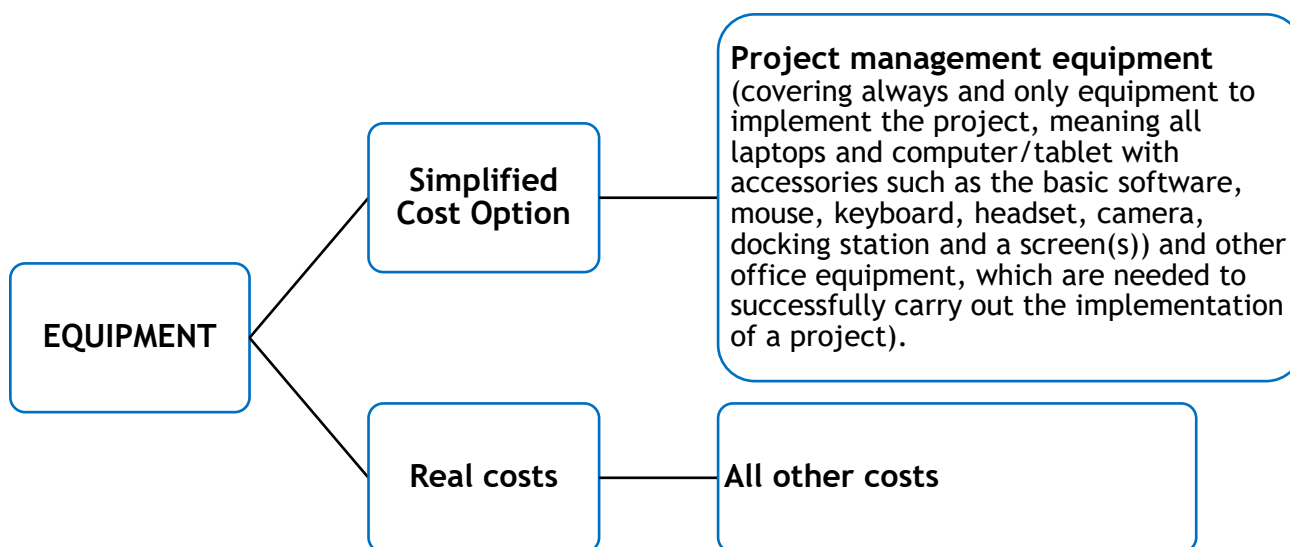 Project management equipment
(covering always and only equipment to
implement the project, meaning all
laptops and computer/tablet with
accessories such as the basic software,
mouse, keyboard, headset, camera,
docking station and a screen(s)) and other
office equipment, which are needed to
successfully carry out the implementation
of a project).
Simplified
Cost Option
EQUIPMENT
Real costs
All other costs